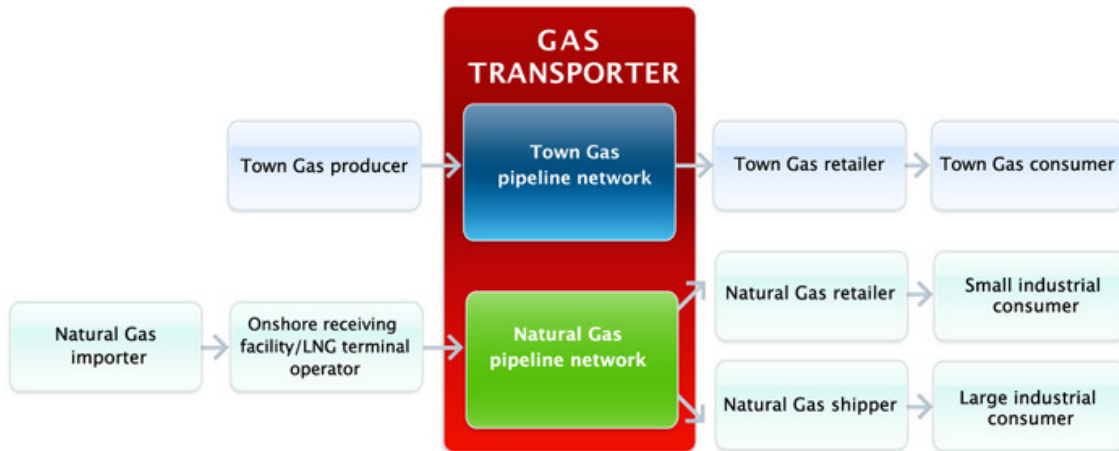 GAS
TRANSPORTER
Town Gas producer
Town Gas
pipeline network
Town Gas retailer
Town Gas consumer
Natural Gas
importer
Onshore receiving
facility/LNG terminal
operator
Natural Gas
pipeline network
Natural Gas retailer
Small industrial
consumer
Natural Gas shipper
Large industrial
consumer